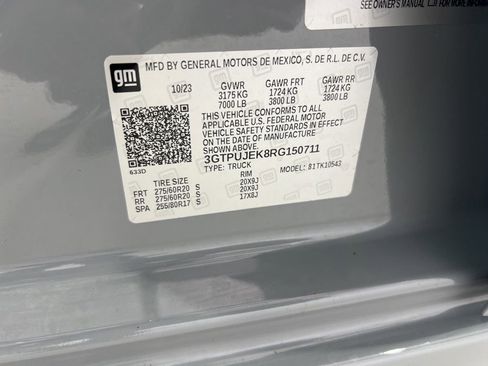 SEE OWNER'S MANUAL
gm
MFD BY GENERAL MOTORS DE MEXICO, S. DE R.L. DE C.V.
10/23 GVWR GAWR FRT GAWR RR
3175 KG 1724 KG 1724 KG
7000 LB 3800 LB 3800 LB
THIS VEHICLE CONFORMS TO ALL
APPLICABLE U.S. FEDERAL MOTOR
VEHICLE SAFETY STANDARDS IN
EFFECT ON THE DATE OF MANUFACTURE
SHOWN ABOVE.
3GTPUJEK8RG150711
TYPE: TRUCK MODEL: 81TK10543
633D
TIRE SIZE RIM
FRT 275/60R20 S 20X9J
RR 275/60R20 S 20X9J
SPA 255/80R17 S 17X8J